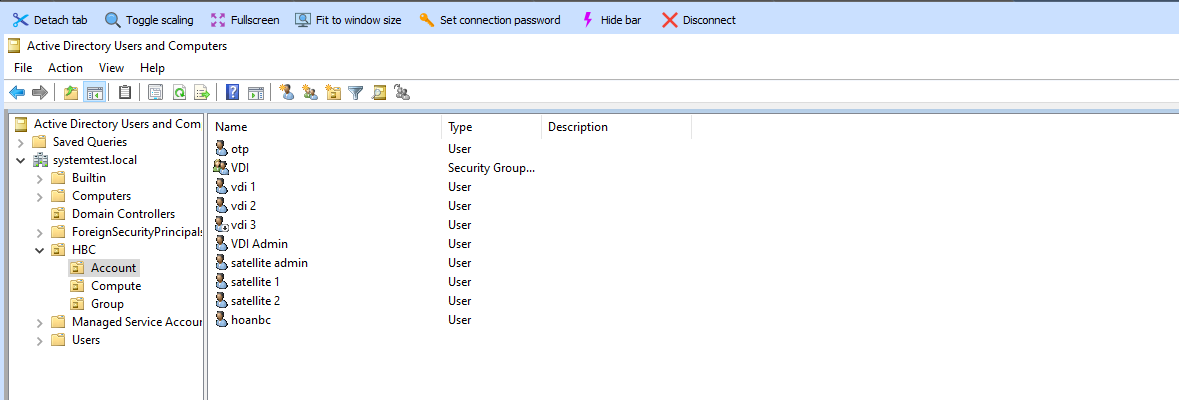 Detach tab Toggle scaling Fullscreen Fit to window size Set connection password Hide bar Disconnect
Active Directory Users and Computers
File Action View Help
Active Directory Users and Com
Saved Queries
systemtest.local
Builtin
Computers
Domain Controllers
ForeignSecurityPrincipals
HBC
Account
Compute
Group
Managed Service Accour
Users
Name Type Description
otp User
VDI Security Group...
vdi 1 User
vdi 2 User
vdi 3 User
VDI Admin User
satellite admin User
satellite 1 User
satellite 2 User
hoanbc User